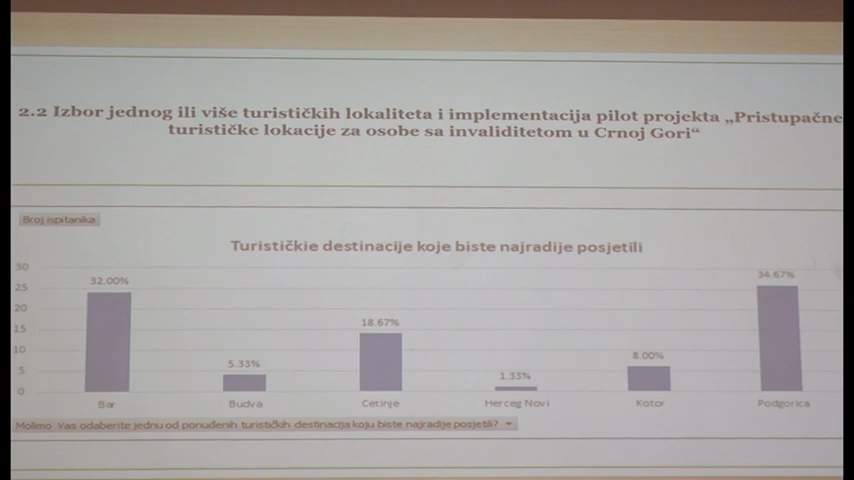 2.2 Izbor jednog ili više turističkih lokaliteta i implementacija pilot projekta „Pristupačne
turističke lokacije za osobe sa invaliditetom u Crnoj Gori“
Broj ispitanika
Turističkie destinacije koje biste najradije posjetili
30
25
20
15
10
5
0
32.00%
5.33%
18.67%
1.33%
8.00%
34.67%
Bar
Budva
Cetinje
Herceg Novi
Kotor
Podgorica
Molimo Vas odaberite jednu od ponuđenih turističkih destinacija koju biste najradije posjetili?